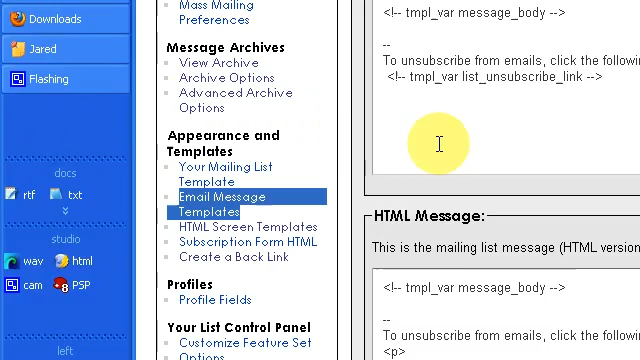 Downloads
Jared
Flashing
docs
rtf
txt
studio
wav
html
cam
PSP
left
Mass Mailing
Preferences
Message Archives
View Archive
Archive Options
Advanced Archive
Options
Appearance and
Templates
Your Mailing List
Template
Email Message
Templates
HTML Screen Templates
Subscription Form HTML
Create a Back Link
Profiles
Profile Fields
Your List Control Panel
Customize Feature Set
Options
<!-- tmpl_var message_body -->
--
To unsubscribe from emails, click the followi
<!-- tmpl_var list_unsubscribe_link -->
HTML Message:
This is the mailing list message (HTML version
<!-- tmpl_var message_body -->
--
To unsubscribe from emails, click the followi
<p>